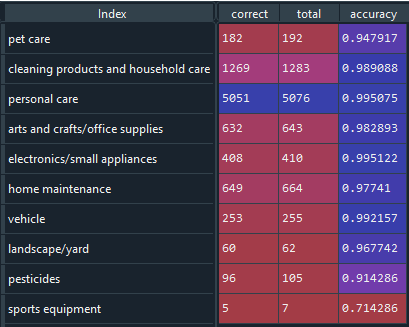 Index correct total accuracy
pet care 182 192 0.947917
cleaning products and household care 1269 1283 0.989088
personal care 5051 5076 0.995075
arts and crafts/office supplies 632 643 0.982893
electronics/small appliances 408 410 0.995122
home maintenance 649 664 0.97741
vehicle 253 255 0.992157
landscape/yard 60 62 0.967742
pesticides 96 105 0.914286
sports equipment 5 7 0.714286